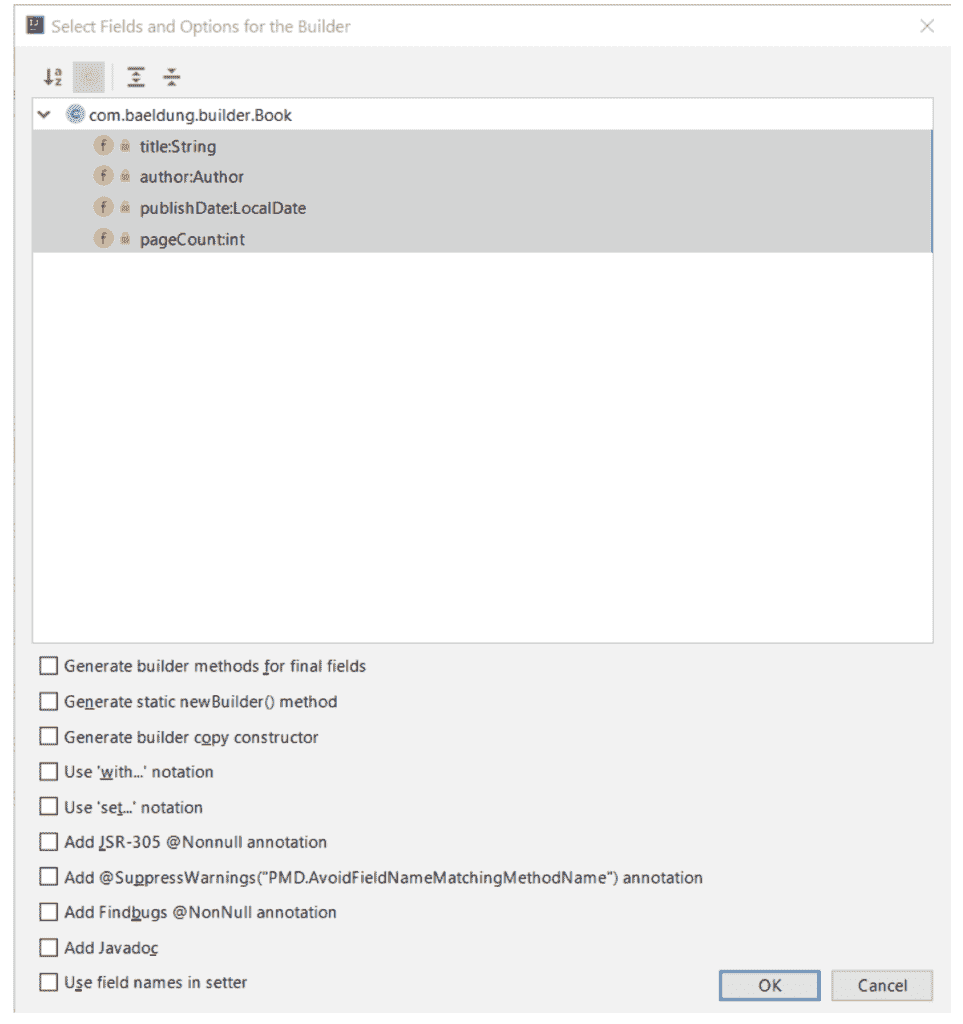 Select Fields and Options for the Builder
com.baeldung.builder.Book
title:String
author:Author
publishDate:LocalDate
pageCount:int
Generate builder methods for final fields
Generate static newBuilder() method
Generate builder copy constructor
Use 'with...' notation
Use 'set...' notation
Add JSR-305 @Nonnull annotation
Add @SuppressWarnings("PMD.AvoidFieldNameMatchingMethodName") annotation
Add Findbugs @NonNull annotation
Add Javadoc
Use field names in setter
OK Cancel